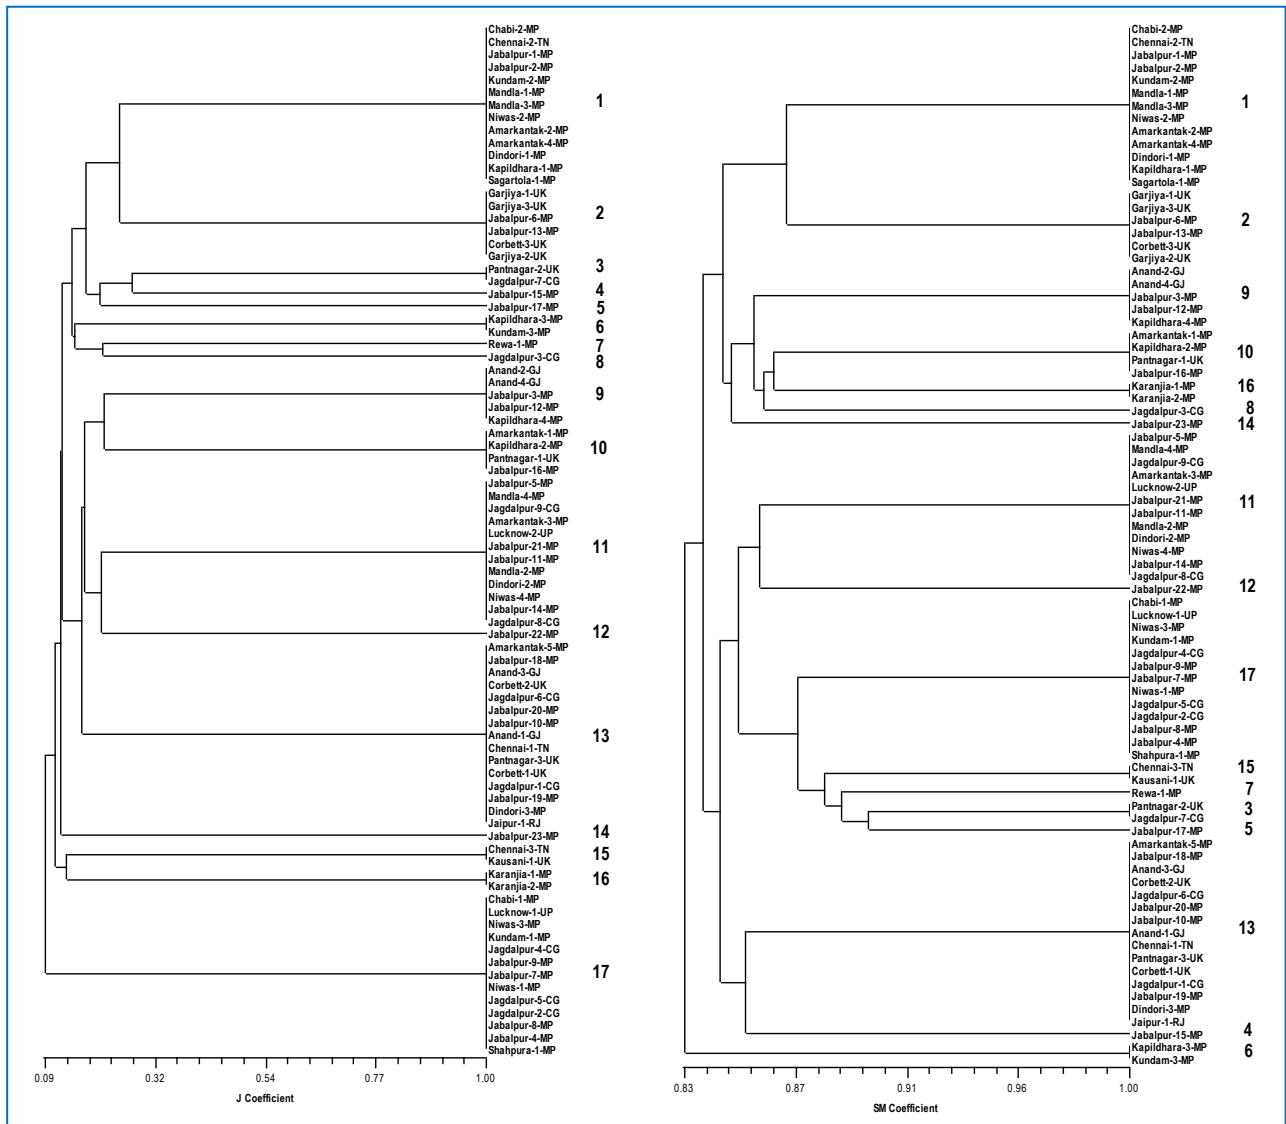 Chabi-2-MP
Chennai-2-TN
Jabalpur-1-MP
Jabalpur-2-MP
Kundam-2-MP
Mandla-1-MP
Mandla-3-MP
1
Niwas-2-MP
Amarkantak-2-MP
Amarkantak-4-MP
Dindori-1-MP
Kapildhara-1-MP
Sagartola-1-MP
Garjiya-1-UK
Garjiya-3-UK
2
Jabalpur-6-MP
Jabalpur-13-MP
Corbett-3-UK
Garjiya-2-UK
Pantnagar-2-UK
3
Jagdalpur-7-CG
Jabalpur-15-MP
4
Jabalpur-17-MP
5
Kapildhara-3-MP
6
Kundam-3-MP
Rewa-1-MP
7
Jagdalpur-3-CG
8
Anand-2-GJ
Anand-4-GJ
Jabalpur-3-MP
9
Jabalpur-12-MP
Kapildhara-4-MP
Amarkantak-1-MP
Kapildhara-2-MP
10
Pantnagar-1-UK
Jabalpur-16-MP
Jabalpur-5-MP
Mandla-4-MP
Jagdalpur-9-CG
Amarkantak-3-MP
Lucknow-2-UP
Jabalpur-21-MP
11
Jabalpur-11-MP
Mandla-2-MP
Dindori-2-MP
Niwas-4-MP
Jabalpur-14-MP
Jagdalpur-8-CG
Jabalpur-22-MP
12
Amarkantak-5-MP
Jabalpur-18-MP
Anand-3-GJ
Corbett-2-UK
Jagdalpur-6-CG
Jabalpur-20-MP
Jabalpur-10-MP
Anand-1-GJ
13
Chennai-1-TN
Pantnagar-3-UK
Corbett-1-UK
Jagdalpur-1-CG
Jabalpur-19-MP
Dindori-3-MP
Jaipur-1-RJ
Jabalpur-23-MP
14
Chennai-3-TN
15
Kausani-1-UK
Karanjia-1-MP
16
Karanjia-2-MP
Chabi-1-MP
Lucknow-1-UP
Niwas-3-MP
Kundam-1-MP
Jagdalpur-4-CG
Jabalpur-9-MP
Jabalpur-7-MP
17
Niwas-1-MP
Jagdalpur-5-CG
Jagdalpur-2-CG
Jabalpur-8-MP
Jabalpur-4-MP
Shahpura-1-MP
0.09 0.32 0.54 0.77 1.00
J Coefficient
Chabi-2-MP
Chennai-2-TN
Jabalpur-1-MP
Jabalpur-2-MP
Kundam-2-MP
Mandla-1-MP
Mandla-3-MP
1
Niwas-2-MP
Amarkantak-2-MP
Amarkantak-4-MP
Dindori-1-MP
Kapildhara-1-MP
Sagartola-1-MP
Garjiya-1-UK
Garjiya-3-UK
Jabalpur-6-MP
2
Jabalpur-13-MP
Corbett-3-UK
Garjiya-2-UK
Anand-2-GJ
Anand-4-GJ
Jabalpur-3-MP
9
Jabalpur-12-MP
Kapildhara-4-MP
Amarkantak-1-MP
Kapildhara-2-MP
10
Pantnagar-1-UK
Jabalpur-16-MP
Karanjia-1-MP
16
Karanjia-2-MP
Jagdalpur-3-CG
8
Jabalpur-23-MP
14
Jabalpur-5-MP
Mandla-4-MP
Jagdalpur-9-CG
Amarkantak-3-MP
Lucknow-2-UP
Jabalpur-21-MP
11
Jabalpur-11-MP
Mandla-2-MP
Dindori-2-MP
Niwas-4-MP
Jabalpur-14-MP
Jagdalpur-8-CG
Jabalpur-22-MP
12
Chabi-1-MP
Lucknow-1-UP
Niwas-3-MP
Kundam-1-MP
Jagdalpur-4-CG
Jabalpur-9-MP
Jabalpur-7-MP
17
Niwas-1-MP
Jagdalpur-5-CG
Jagdalpur-2-CG
Jabalpur-8-MP
Jabalpur-4-MP
Shahpura-1-MP
Chennai-3-TN
15
Kausani-1-UK
Rewa-1-MP
7
Pantnagar-2-UK
3
Jagdalpur-7-CG
Jabalpur-17-MP
5
Amarkantak-5-MP
Jabalpur-18-MP
Anand-3-GJ
Corbett-2-UK
Jagdalpur-6-CG
Jabalpur-20-MP
Jabalpur-10-MP
Anand-1-GJ
13
Chennai-1-TN
Pantnagar-3-UK
Corbett-1-UK
Jagdalpur-1-CG
Jabalpur-19-MP
Dindori-3-MP
Jaipur-1-RJ
Jabalpur-15-MP
4
Kapildhara-3-MP
6
Kundam-3-MP
0.83 0.87 0.91 0.96 1.00
SM Coefficient